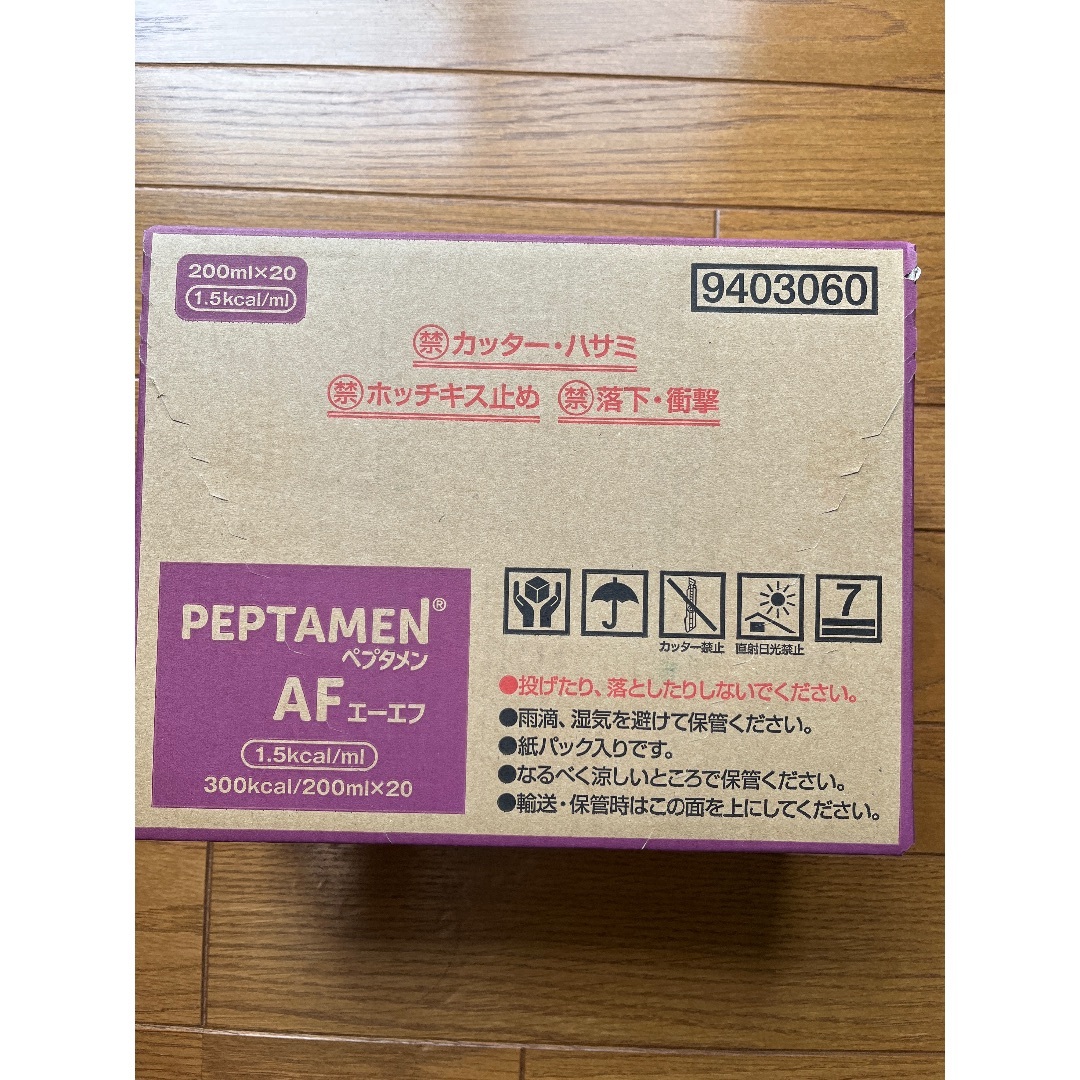 200ml×20
1.5kcal/ml
9403060
禁カッター・ハサミ
禁ホッチキス止め 禁落下・衝撃
PEPTAMEN®
ペプタメン
AF エーエフ
1.5kcal/ml
300kcal/200ml×20
7
カッター禁止 直射日光禁止
●投げたり、落としたりしないでください。
●雨滴、湿気を避けて保管ください。
●紙パック入りです。
●なるべく涼しいところで保管ください。
●輸送・保管時はこの面を上にしてください。